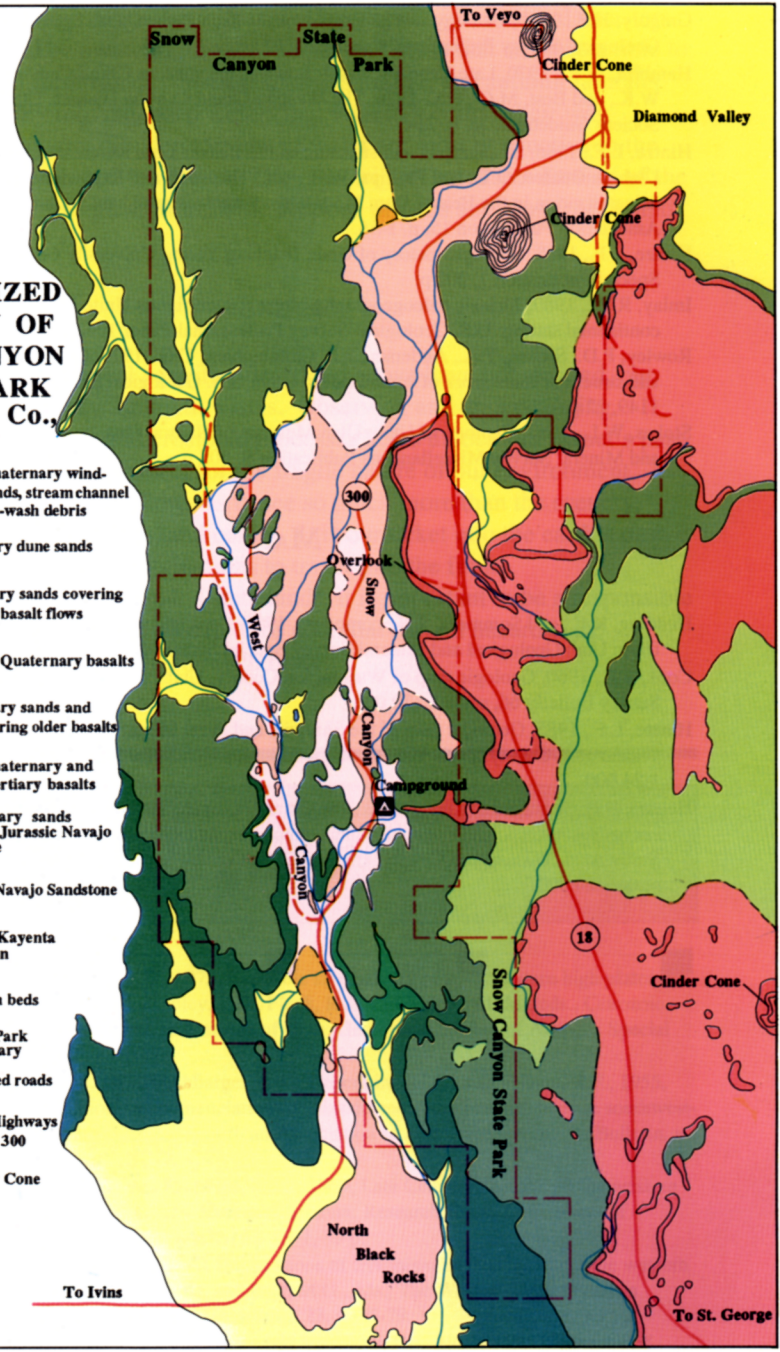 To Veyo
Snow
State
Canyon
Park
Cinder Cone
Diamond Valley
Cinder Cone
IZED
OF
NYON
ARK
Co.,
300
Overlook
Snow
West
Canyon
Campground
Canyon
uaternary wind-
nds, stream channel
-wash debris
ry dune sands
ry sands covering
basalt flows
Quaternary basalts
ry sands and
ring older basalts
uaternary and
ertiary basalts
ary sands
Jurassic Navajo
e
Navajo Sandstone
Kayenta
n
beds
Park
ary
ed roads
Highways
300
Cone
18
Cinder Cone
Snow Canyon State Park
North
Black
Rocks
To Ivins
To St. George